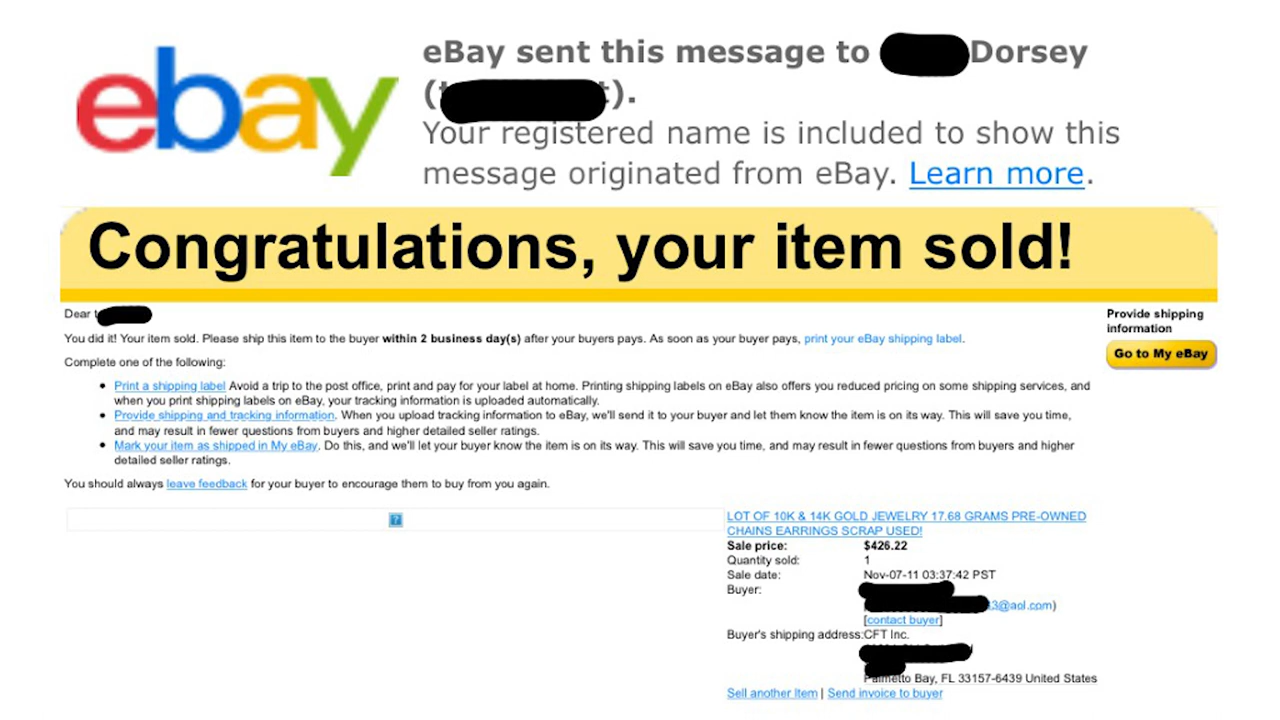 ebay
eBay sent this message to Dorsey
( t).
Your registered name is included to show this
message originated from eBay. Learn more.
Congratulations, your item sold!
Dear t
You did it! Your item sold. Please ship this item to the buyer within 2 business day(s) after your buyers pays. As soon as your buyer pays, print your eBay shipping label.
Complete one of the following:
Print a shipping label Avoid a trip to the post office, print and pay for your label at home. Printing shipping labels on eBay also offers you reduced pricing on some shipping services, and
when you print shipping labels on eBay, your tracking information is uploaded automatically.
Provide shipping and tracking information. When you upload tracking information to eBay, we'll send it to your buyer and let them know the item is on its way. This will save you time,
and may result in fewer questions from buyers and higher detailed seller ratings.
Mark your item as shipped in My eBay. Do this, and we'll let your buyer know the item is on its way. This will save you time, and may result in fewer questions from buyers and higher
detailed seller ratings.
You should always leave feedback for your buyer to encourage them to buy from you again.
Provide shipping
information
Go to My eBay
?
LOT OF 10K & 14K GOLD JEWELRY 17.68 GRAMS PRE-OWNED
CHAINS EARRINGS SCRAP USED!
Sale price: $426.22
Quantity sold: 1
Sale date: Nov-07-11 03:37:42 PST
Buyer:
3@aol.com)
[contact buyer]
Buyer's shipping address:CFT Inc.
Palmetto Bay, FL 33157-6439 United States
Sell another Item | Send invoice to buyer